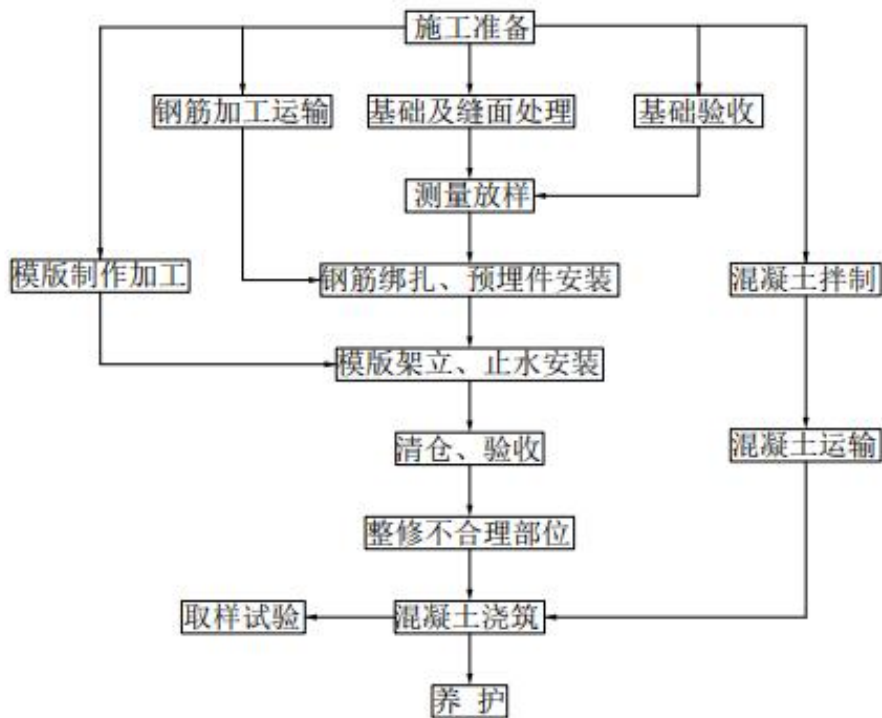 施工准备
钢筋加工运输
基础及缝面处理
基础验收
测量放样
模版制作加工
钢筋绑扎、预埋件安装
混凝土拌制
模版架立、止水安装
清仓、验收
混凝土运输
整修不合理部位
取样试验
混凝土浇筑
养 护